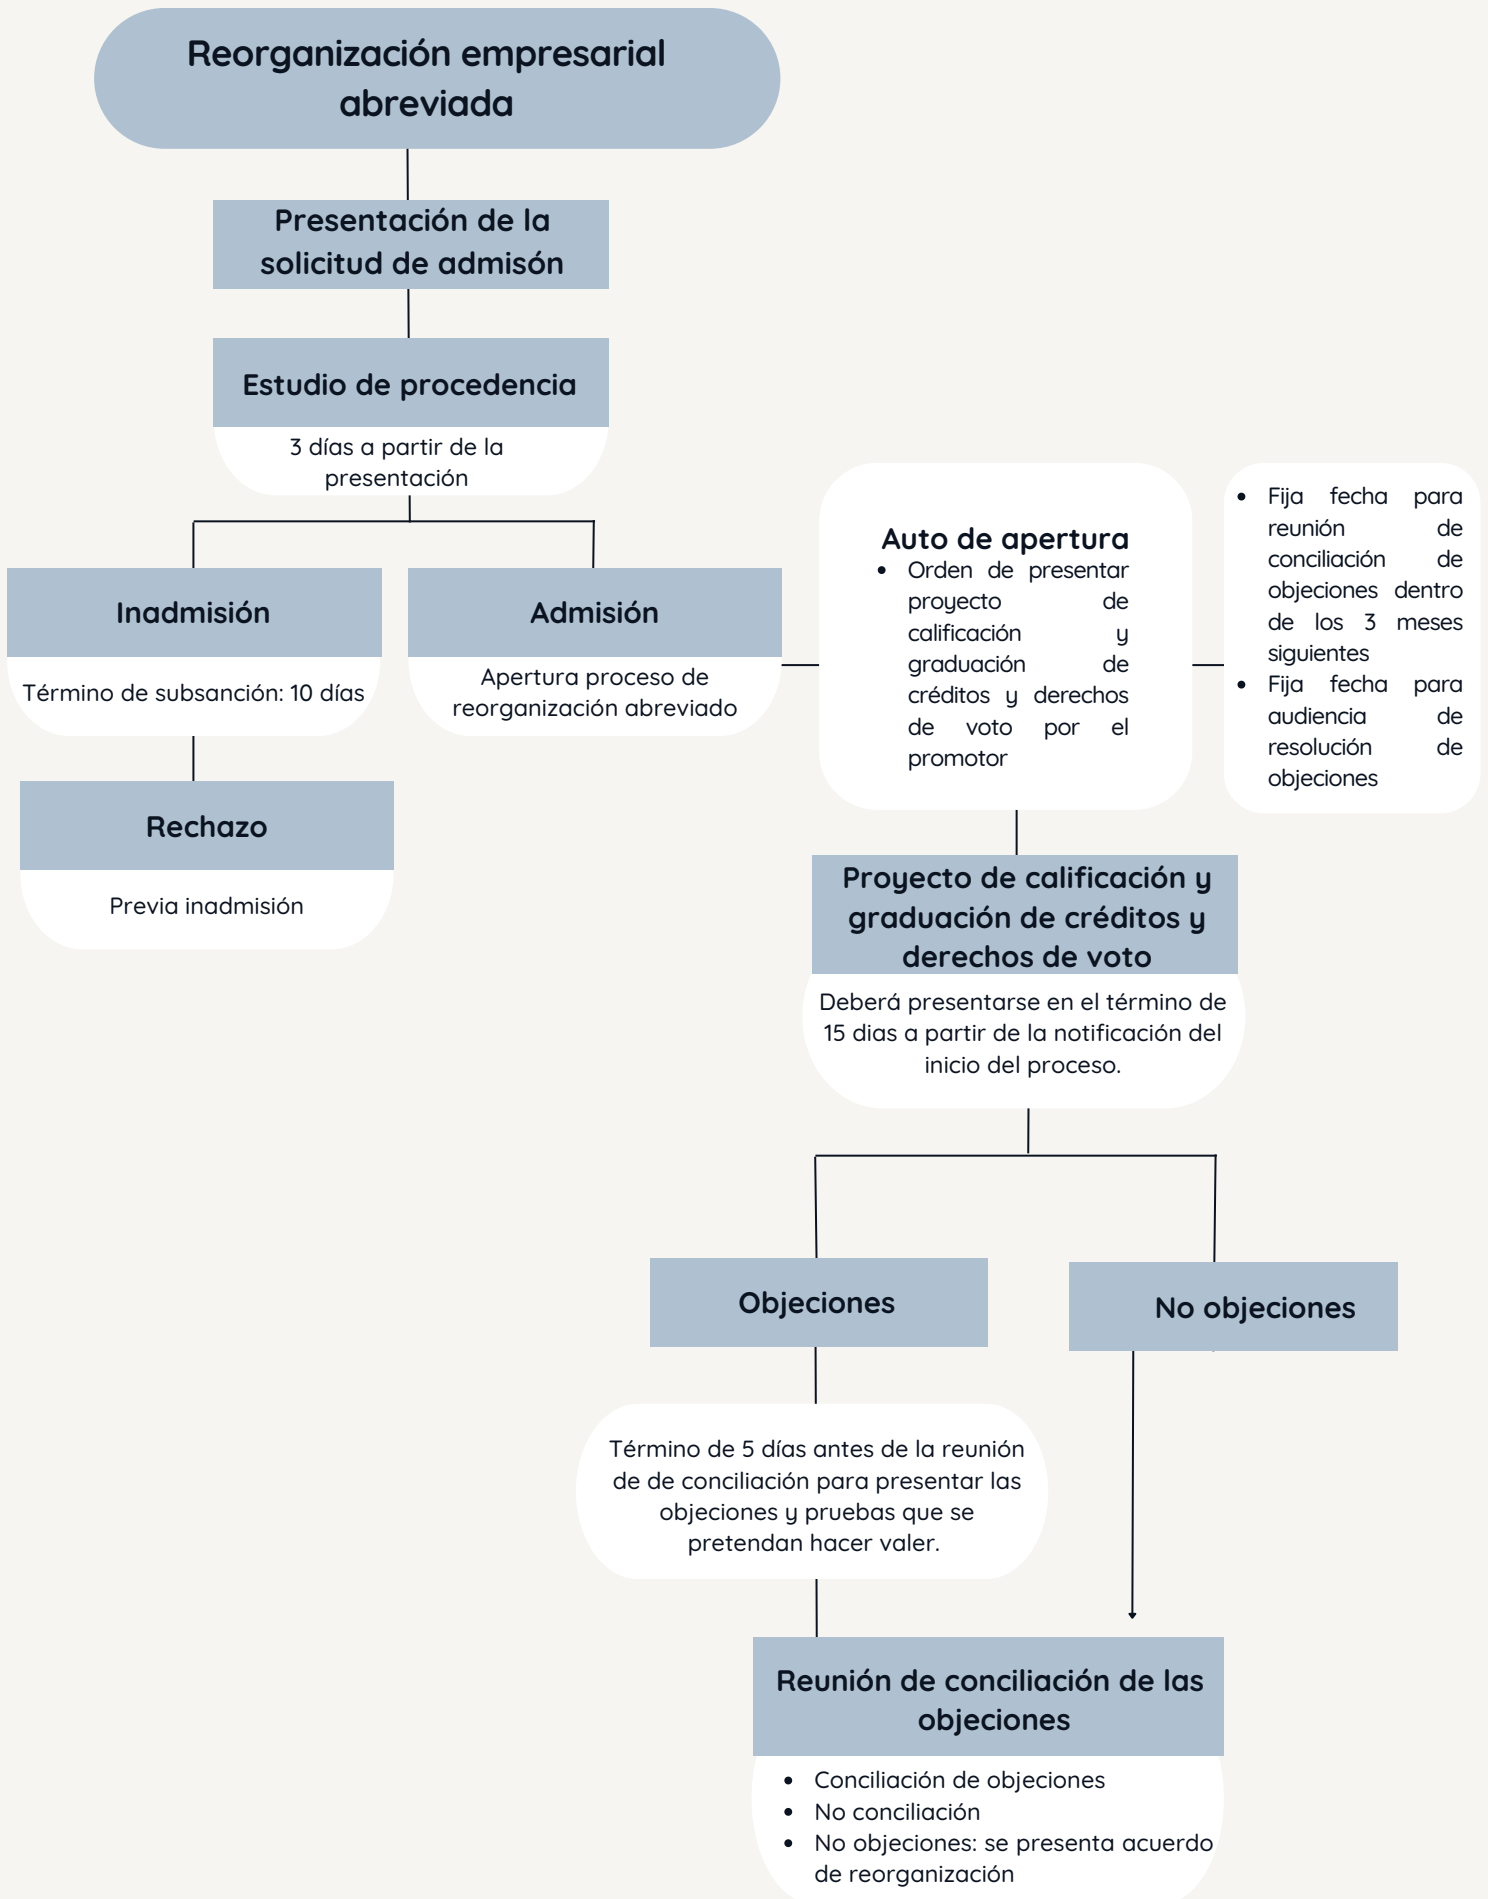 Reorganización empresarial
abreviada
Presentación de la
solicitud de admisón
Estudio de procedencia
3 días a partir de la
presentación
Inadmisión
Término de subsanción: 10 días
Rechazo
Previa inadmisión
Admisión
Apertura proceso de
reorganización abreviado
Auto de apertura
• Orden de presentar
proyecto de
calificación y
graduación de
créditos y derechos
de voto por el
promotor
• Fija fecha para
reunión de
conciliación de
objeciones dentro
de los 3 meses
siguientes
• Fija fecha para
audiencia de
resolución de
objeciones
Proyecto de calificación y
graduación de créditos y
derechos de voto
Deberá presentarse en el término de
15 dias a partir de la notificación del
inicio del proceso.
Objeciones
No objeciones
Término de 5 días antes de la reunión
de de conciliación para presentar las
objeciones y pruebas que se
pretendan hacer valer.
Reunión de conciliación de las
objeciones
• Conciliación de objeciones
• No conciliación
• No objeciones: se presenta acuerdo
de reorganización